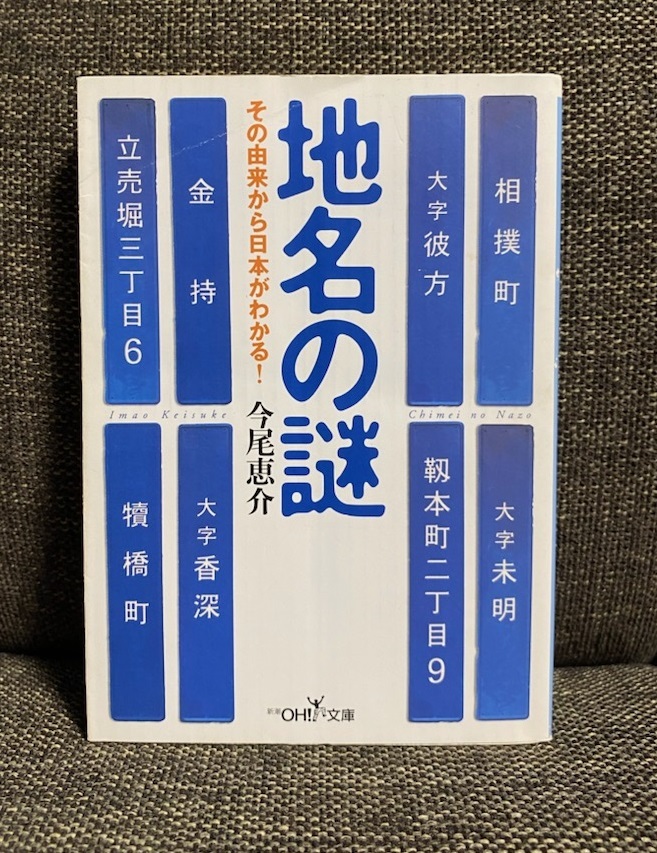 地名の謎
その由来から日本がわかる!
今尾恵介
相撲町
大字彼方
金持
立売堀三丁目6
Imao Keisuke
Chimei no Nazo
大字未明
靱本町二丁目9
大字香深
犢橋町
新潮OH!文庫